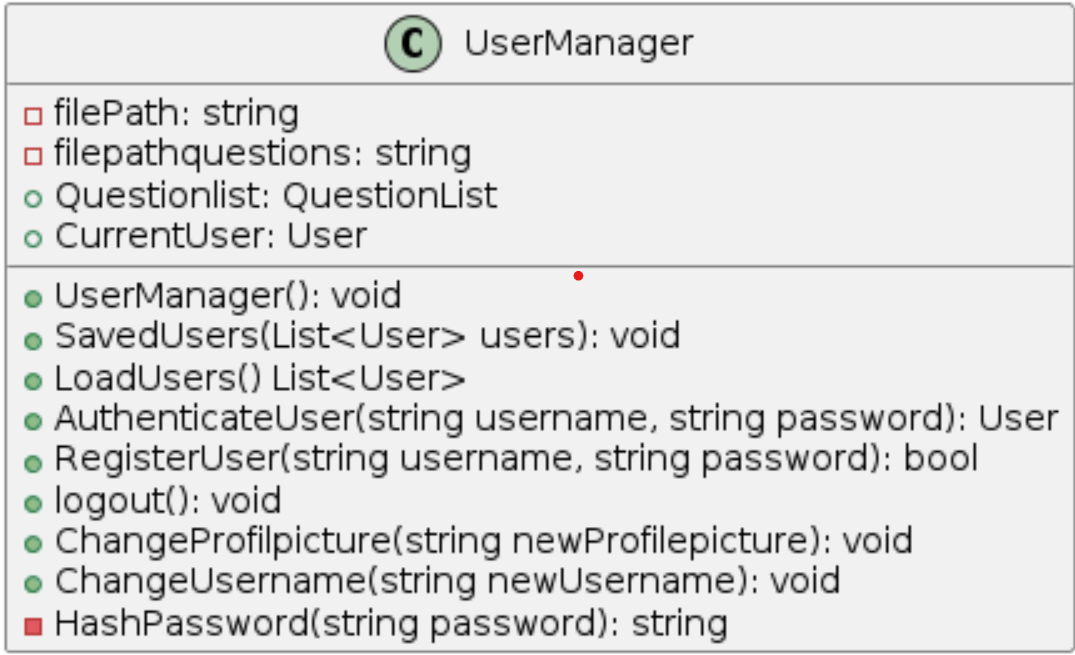 C UserManager
filePath: string
filepathquestions: string
Questionlist: QuestionList
CurrentUser: User
UserManager(): void
SavedUsers(List<User> users): void
LoadUsers() List<User>
AuthenticateUser(string username, string password): User
RegisterUser(string username, string password): bool
logout(): void
ChangeProfilpicture(string newProfilepicture): void
ChangeUsername(string newUsername): void
HashPassword(string password): string